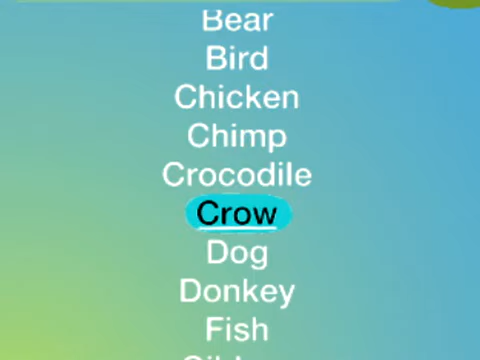 Bear
Bird
Chicken
Chimp
Crocodile
Crow
Dog
Donkey
Fish